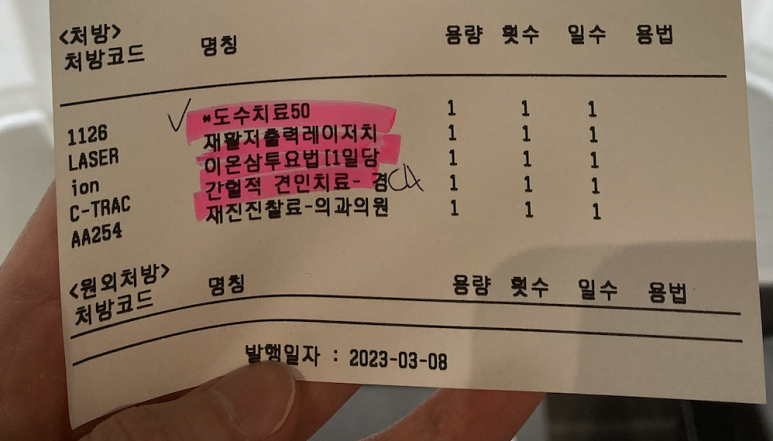 <처방>
처방코드 명칭 용량 횟수 일수 용법
1126 *도수치료50 1 1 1
LASER 재활저출력레이저치 1 1 1
ion 이온삼투요법[1일당 1 1 1
C-TRAC 간헐적 견인치료- 경 1 1 1
AA254 재진진찰료-의과의원 1 1 1
<원외처방>
처방코드 명칭 용량 횟수 일수 용법
발행일자 : 2023-03-08